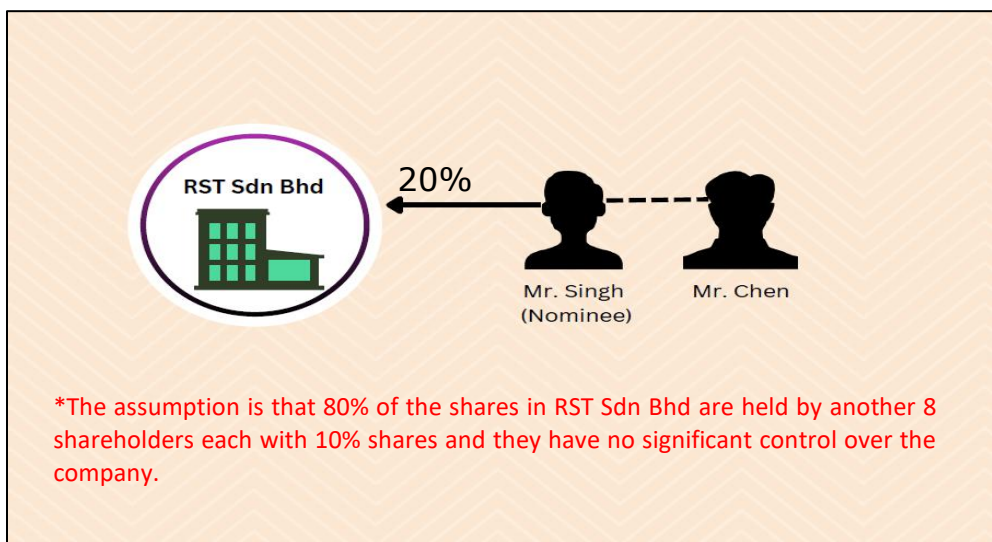 RST Sdn Bhd
20%
Mr. Singh
(Nominee)
Mr. Chen
*The assumption is that 80% of the shares in RST Sdn Bhd are held by another 8
shareholders each with 10% shares and they have no significant control over the
company.